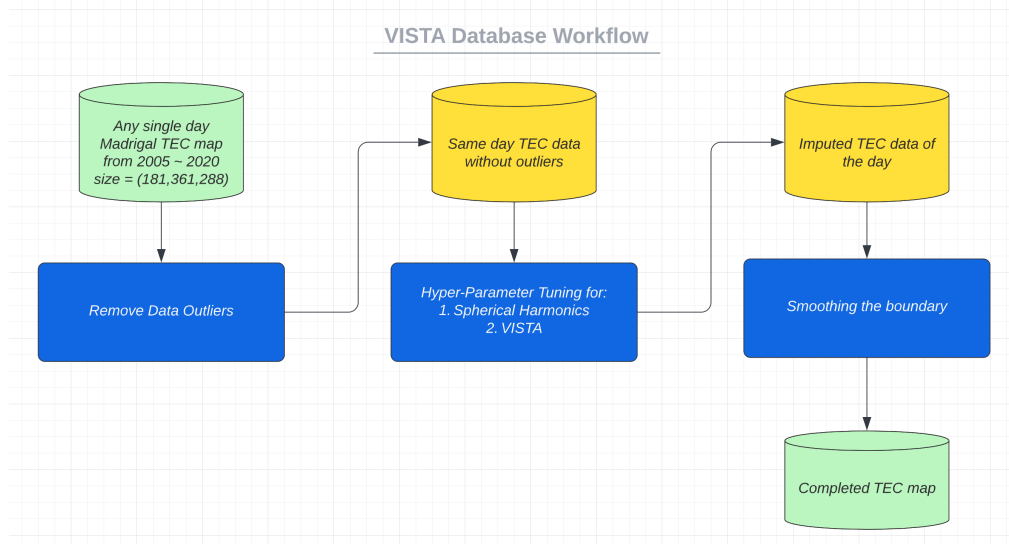 VISTA Database Workflow
Any single day
Madrigal TEC map
from 2005 ~ 2020
size = (181,361,288)
Same day TEC data
without outliers
Imputed TEC data of
the day
Remove Data Outliers
Hyper-Parameter Tuning for:
1. Spherical Harmonics
2. VISTA
Smoothing the boundary
Completed TEC map